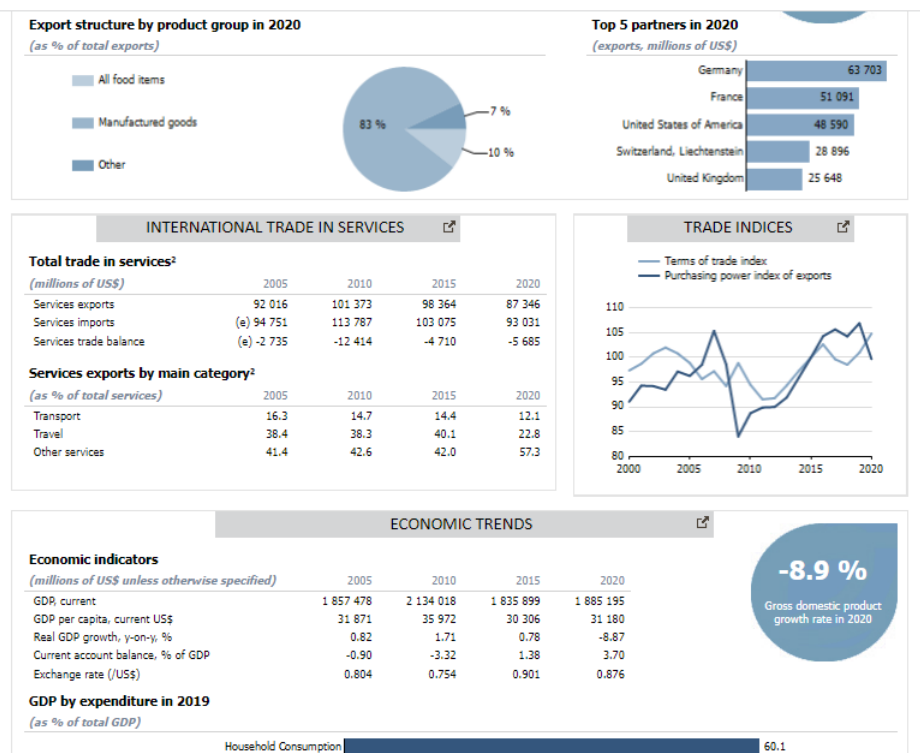 Export structure by product group in 2020
(as % of total exports)
All food items
Manufactured goods
Other
83 %
7 %
10 %
Top 5 partners in 2020
(exports, millions of US$)
Germany 63 703
France 51 091
United States of America 48 590
Switzerland, Liechtenstein 28 896
United Kingdom 25 648
INTERNATIONAL TRADE IN SERVICES
Total trade in services²
(millions of US$) 2005 2010 2015 2020
Services exports 92 016 101 373 98 364 87 346
Services imports (e) 94 751 113 787 103 075 93 031
Services trade balance (e) -2 735 -12 414 -4 710 -5 685
Services exports by main category²
(as % of total services) 2005 2010 2015 2020
Transport 16.3 14.7 14.4 12.1
Travel 38.4 38.3 40.1 22.8
Other services 41.4 42.6 42.0 57.3
TRADE INDICES
Terms of trade index
Purchasing power index of exports
110
105
100
95
90
85
80
2000 2005 2010 2015 2020
ECONOMIC TRENDS
Economic indicators
(millions of US$ unless otherwise specified) 2005 2010 2015 2020
GDP, current 1 857 478 2 134 018 1 835 899 1 885 195
GDP per capita, current US$ 31 871 35 972 30 306 31 180
Real GDP growth, y-on-y, % 0.82 1.71 0.78 -8.87
Current account balance, % of GDP -0.90 -3.32 1.38 3.70
Exchange rate (/US$) 0.804 0.754 0.901 0.876
-8.9 %
Gross domestic product
growth rate in 2020
GDP by expenditure in 2019
(as % of total GDP)
Household Consumption 60.1